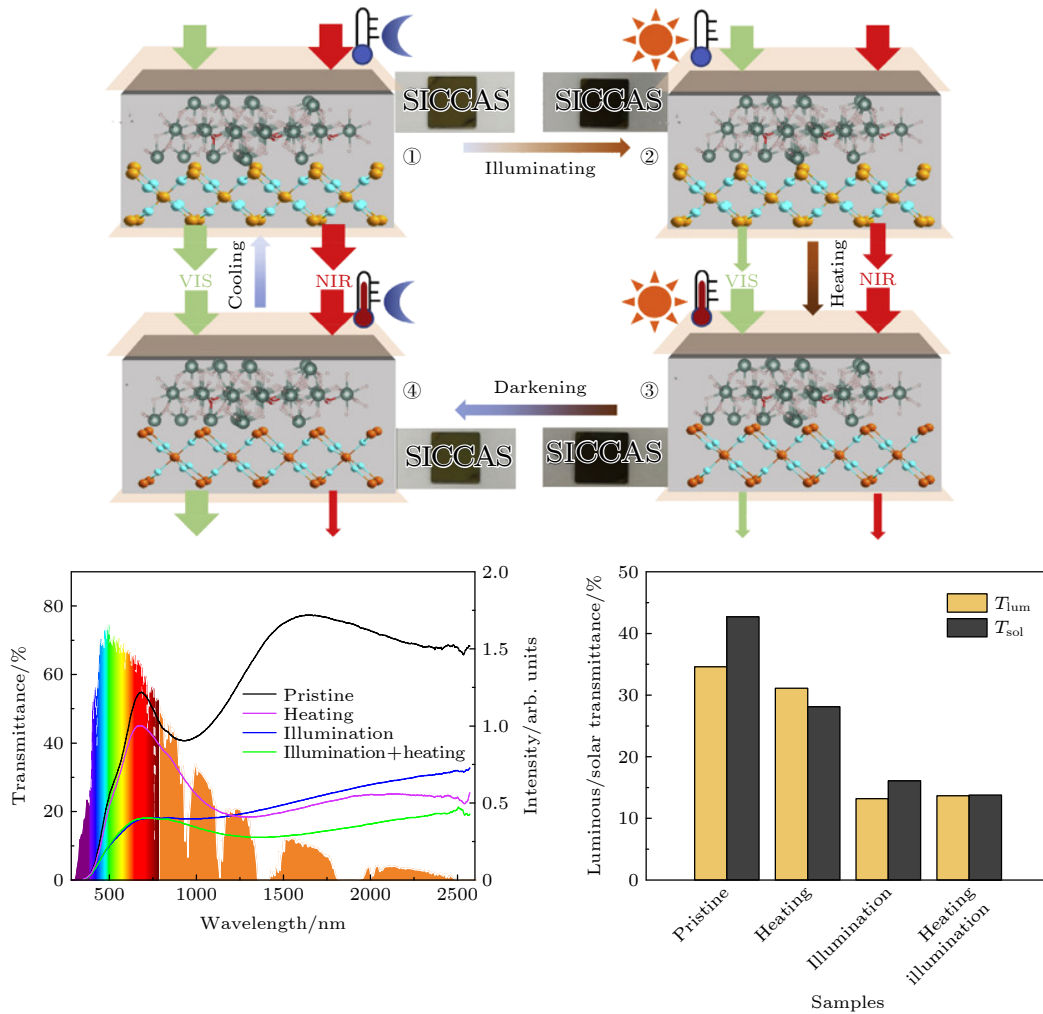 SICCAS
SICCAS
①
Illuminating
②
VIS
Cooling
NIR
VIS
Heating
NIR
④
Darkening
③
SICCAS
SICCAS
Transmittance/%
80
60
40
20
0
2.0
1.5
1.0
0.5
0
Intensity/arb. units
Pristine
Heating
Illumination
Illumination+heating
500
1000
1500
2000
2500
Wavelength/nm
Luminous/solar transmittance/%
50
40
30
20
10
0
T_lum
T_sol
Pristine
Heating
Illumination
Heating
illumination
Samples